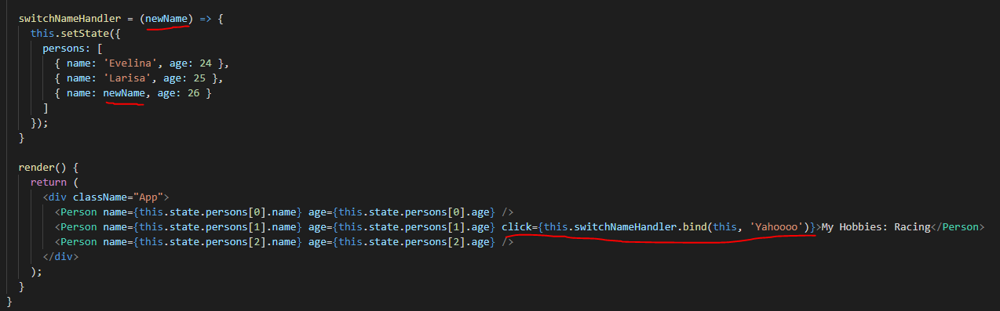 switchNameHandler = (newName) => {
this.setState({
persons: [
{ name: 'Evelina', age: 24 },
{ name: 'Larisa', age: 25 },
{ name: newName, age: 26 }
]
});
}
render() {
return (
<div className="App">
<Person name={this.state.persons[0].name} age={this.state.persons[0].age} />
<Person name={this.state.persons[1].name} age={this.state.persons[1].age} click={this.switchNameHandler.bind(this, 'Yahoooo')}>My Hobbies: Racing</Person>
<Person name={this.state.persons[2].name} age={this.state.persons[2].age} />
</div>
);
}
}